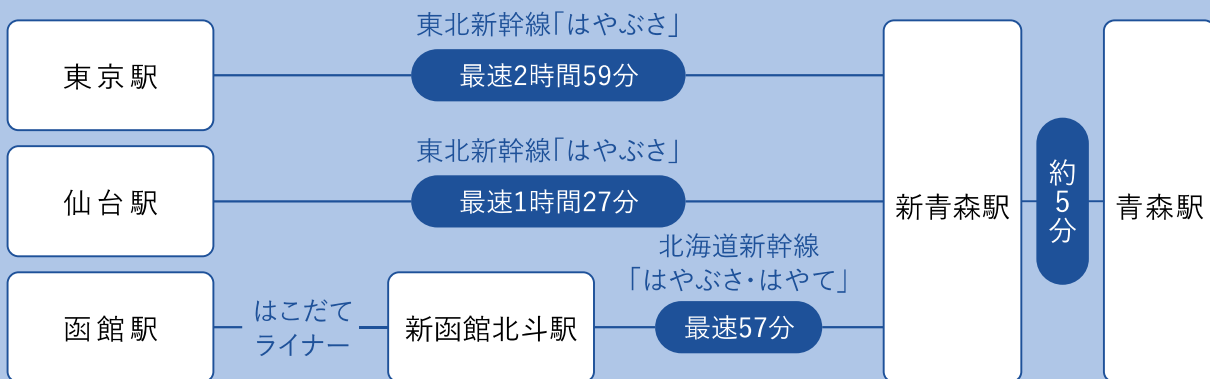 東北新幹線「はやぶさ」
東京駅
最速2時間59分
東北新幹線「はやぶさ」
仙台駅
最速1時間27分
北海道新幹線
「はやぶさ・はやて」
函館駅
はこだて
ライナー
新函館北斗駅
最速57分
新青森駅
約5分
青森駅